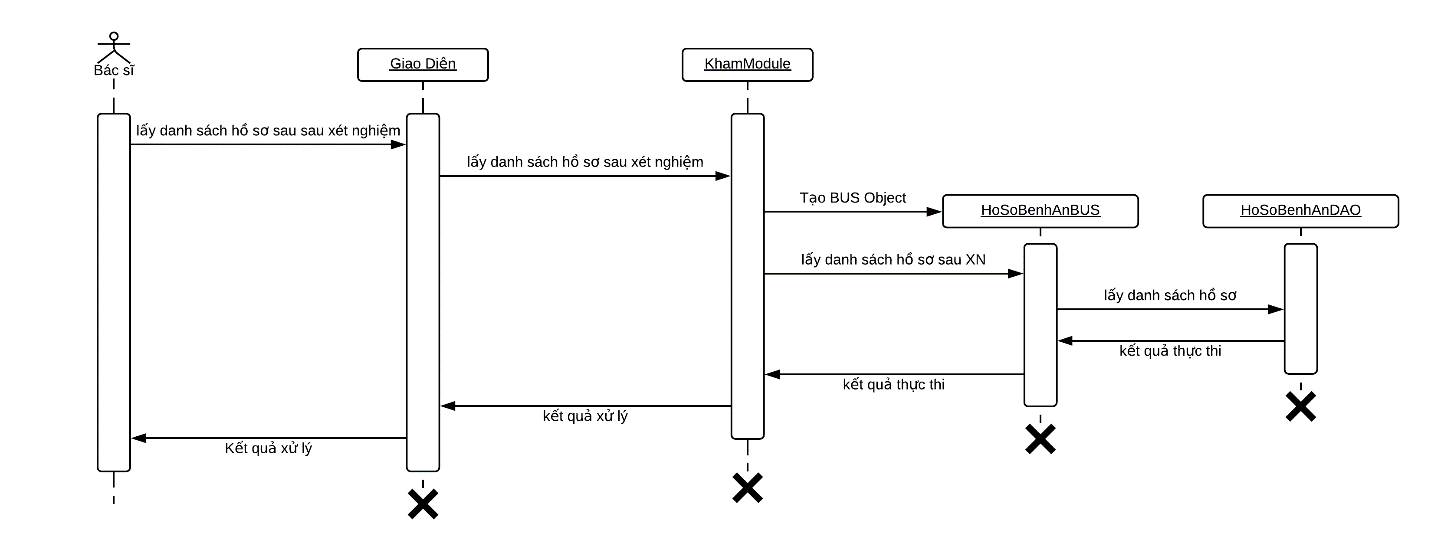 Bác sĩ
Giao Diên
KhamModule
lấy danh sách hồ sơ sau sau xét nghiệm
lấy danh sách hồ sơ sau xét nghiệm
Tạo BUS Object
HoSoBenhAnBUS
HoSoBenhAnDAO
lấy danh sách hồ sơ sau XN
lấy danh sách hồ sơ
kết quả thực thi
kết quả thực thi
kết quả xử lý
Kết quả xử lý